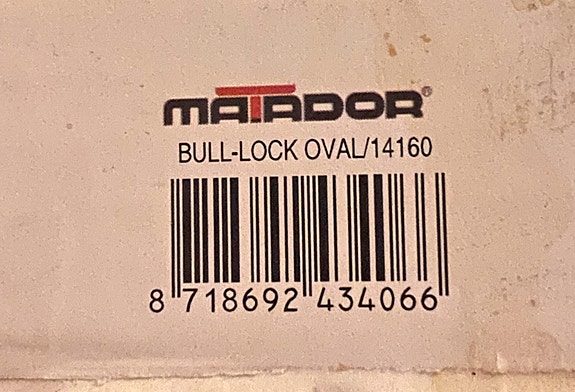 MATADOR®
BULL-LOCK OVAL/14160
8 718692 434066